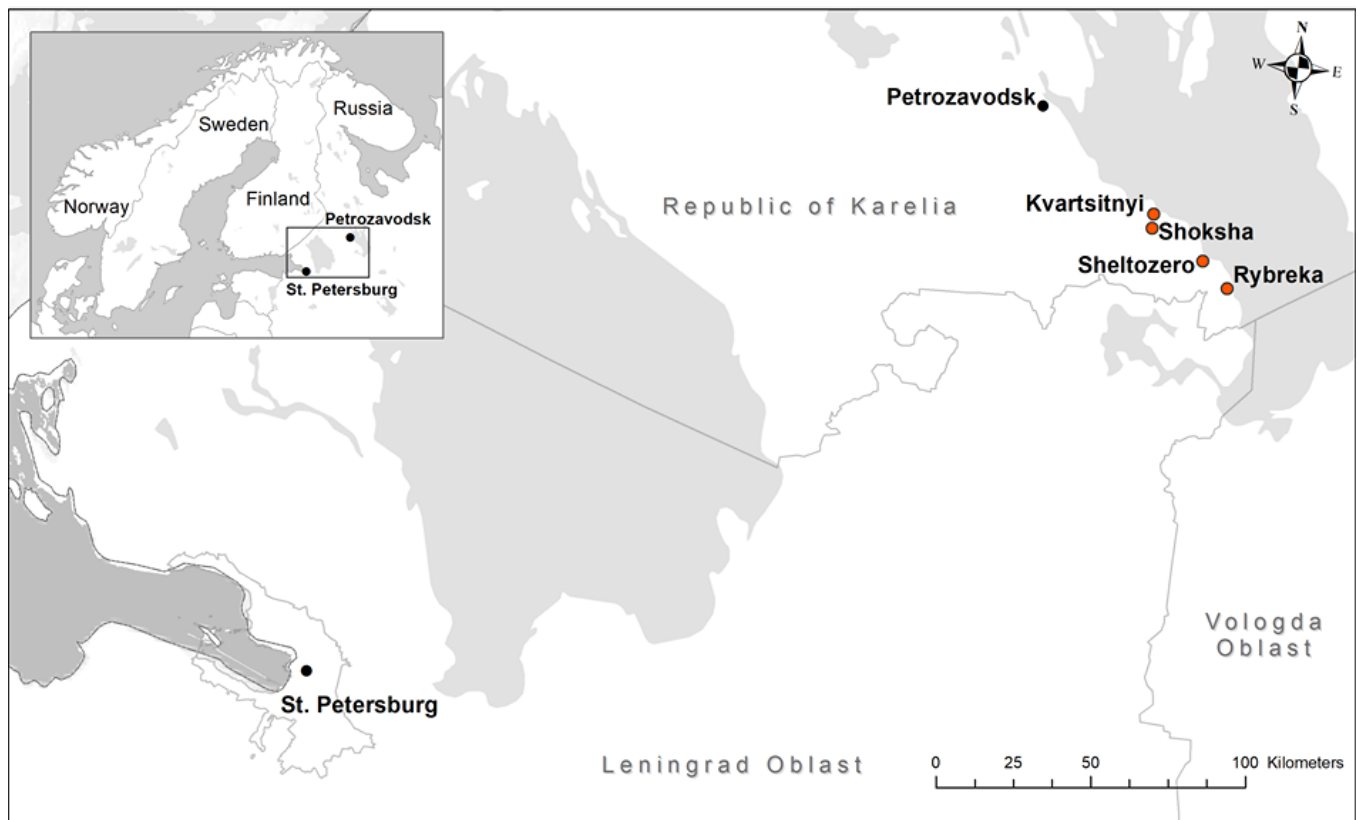 N
W
E
S
Russia
Sweden
Finland
Norway
Petrozavodsk
St. Petersburg
Petrozavodsk
Republic of Karelia
Kvartsitnyi
Shoksha
Sheltozero
Rybreka
Vologda
Oblast
St. Petersburg
Leningrad Oblast
0 25 50 100 Kilometers